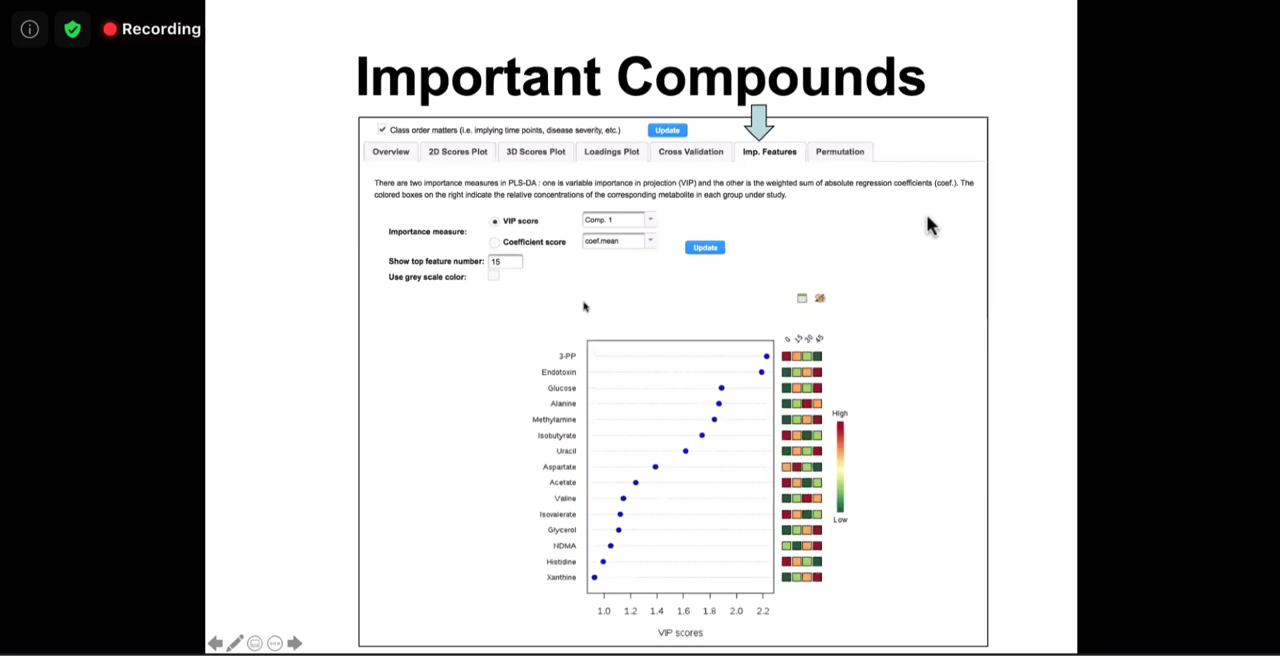 Recording
Important Compounds
Class order matters (i.e. implying time points, disease severity, etc.) Update
Overview 2D Scores Plot 3D Scores Plot Loadings Plot Cross Validation Imp. Features Permutation
There are two importance measures in PLS-DA : one is variable importance in projection (VIP) and the other is the weighted sum of absolute regression coefficients (coef.). The
colored boxes on the right indicate the relative concentrations of the corresponding metabolite in each group under study.
Importance measure:
VIP score Comp. 1
Coefficient score coef.mean
Update
Show top feature number: 15
Use grey scale color:
0 15 30 45
3-PP
Endotoxin
Glucose
Alanine
Methylamine
Isobutyrate
Uracil
Aspartate
Acetate
Valine
Isovalerate
Glycerol
NDMA
Histidine
Xanthine
High
Low
1.0 1.2 1.4 1.6 1.8 2.0 2.2
VIP scores